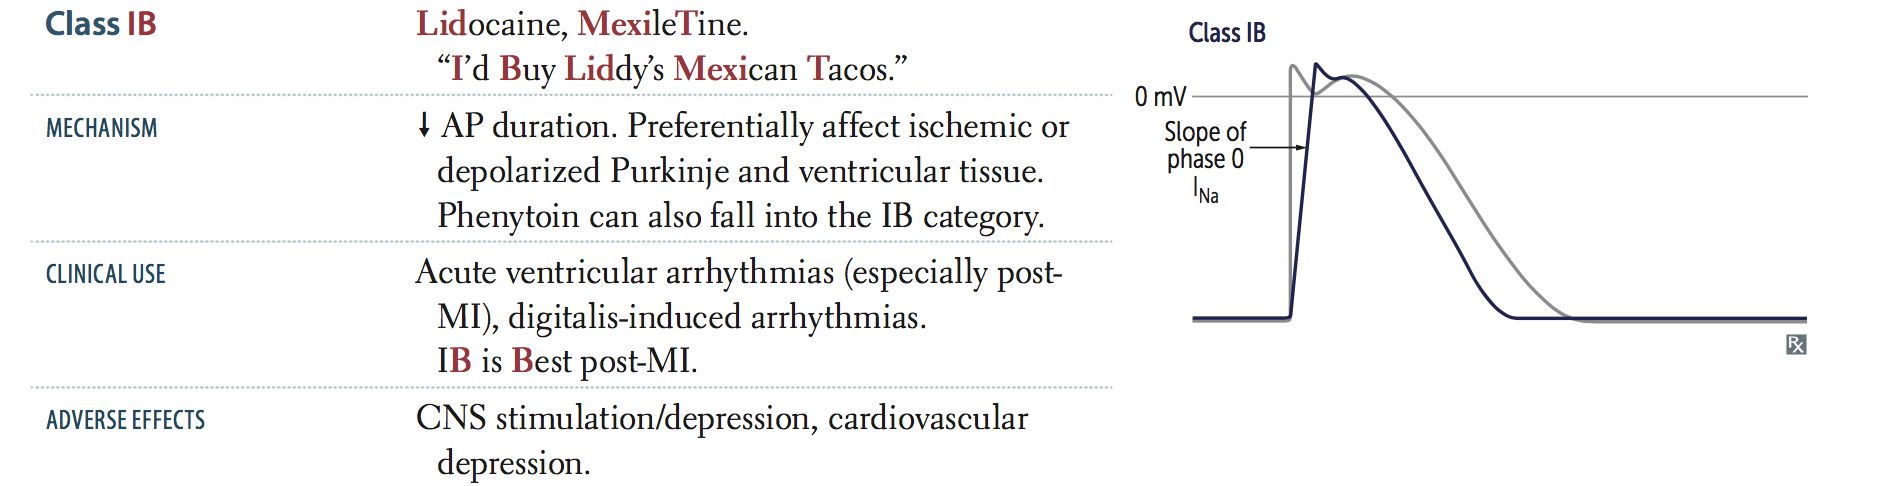 Class IB
Lidocaine, MexileTine.
“I’d Buy Liddy’s Mexican Tacos.”
MECHANISM
↓ AP duration. Preferentially affect ischemic or
depolarized Purkinje and ventricular tissue.
Phenytoin can also fall into the IB category.
CLINICAL USE
Acute ventricular arrhythmias (especially post-
MI), digitalis-induced arrhythmias.
IB is Best post-MI.
ADVERSE EFFECTS
CNS stimulation/depression, cardiovascular
depression.
Class IB
0 mV
Slope of
phase 0
INa
Rx